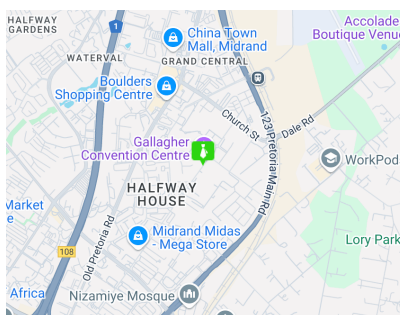 HALFWAY
GARDENS
1
China Town
Mall, Midrand
Accolade
Boutique Venue
WATERVAL
GRAND CENTRAL
Boulders
Shopping Centre
Church St
123 Pretoria Main Rd
Dale Rd
Gallagher
Convention Centre
WorkPod
HALFWAY
HOUSE
Market
e
Old Pretoria Rd
Midrand Midas
- Mega Store
Lory Park
108
Africa
Nizamiye Mosque